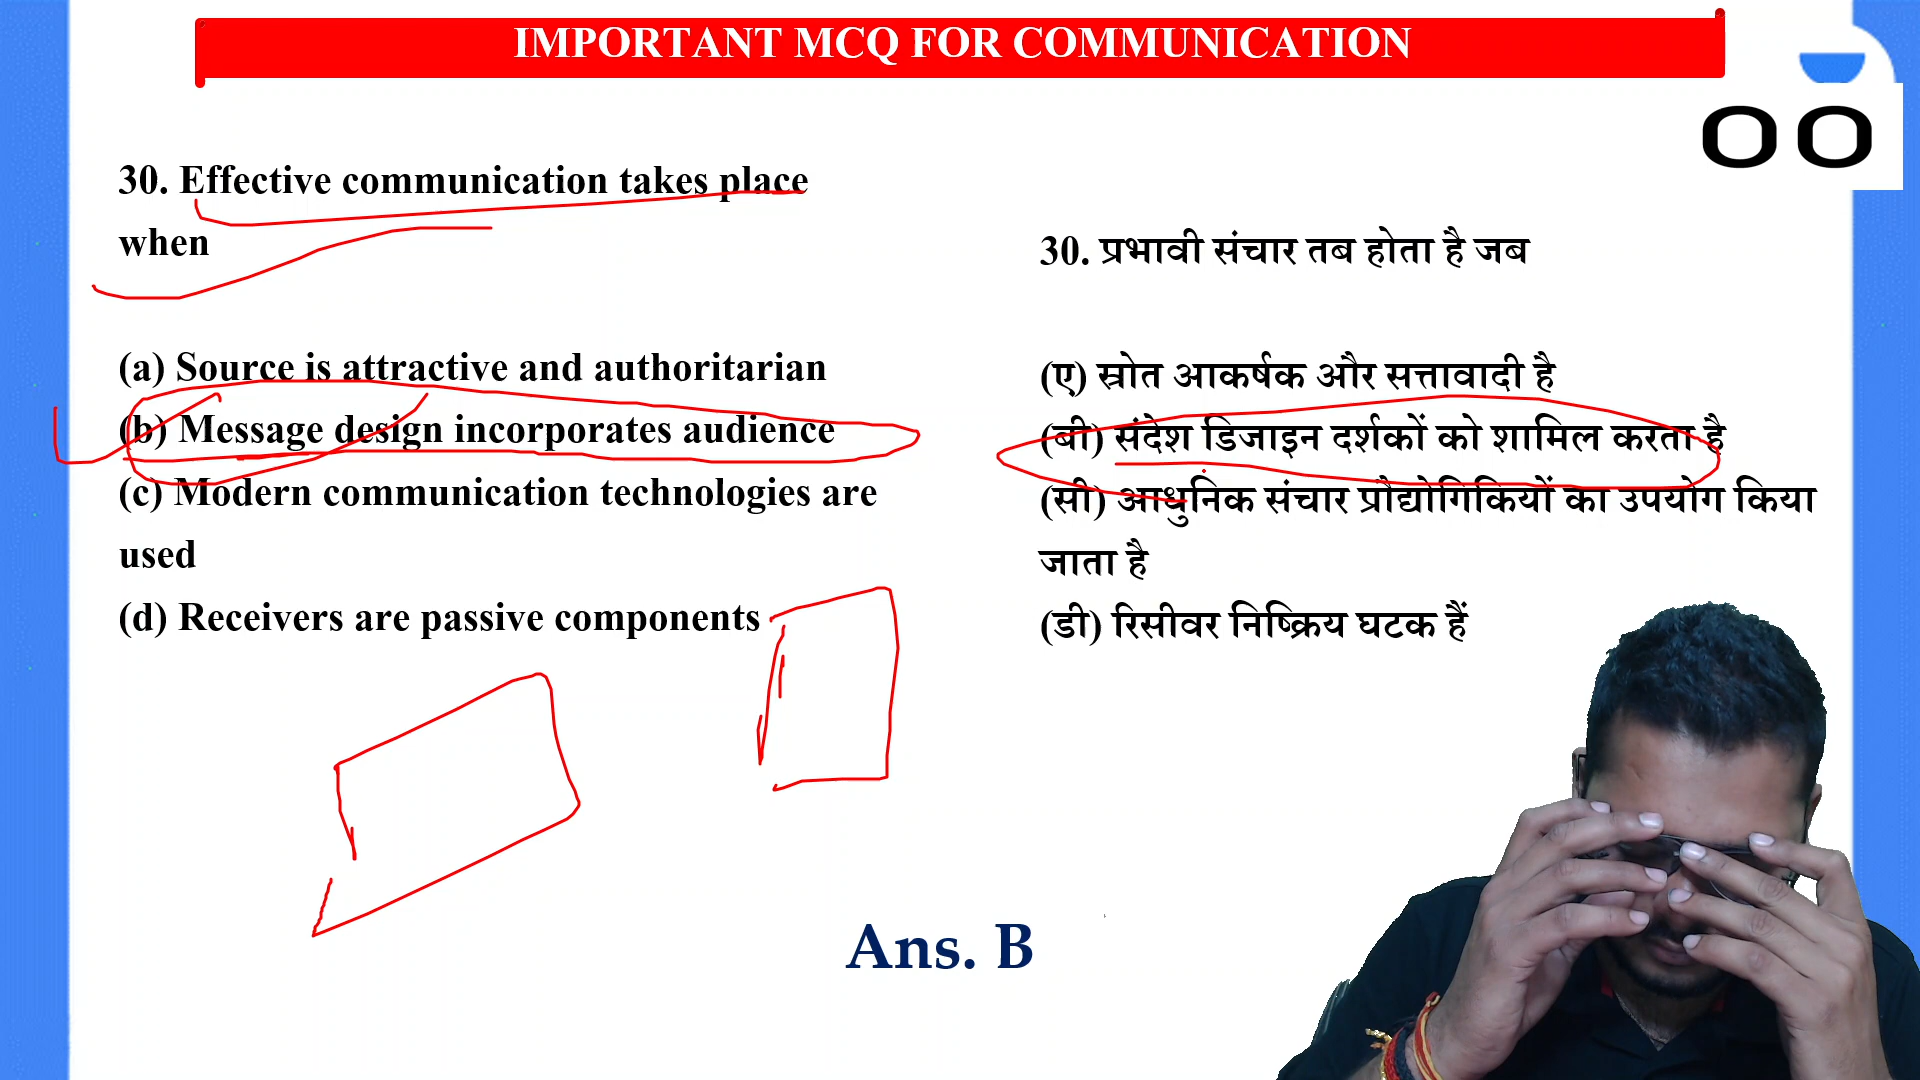 IMPORTANT MCQ FOR COMMUNICATION
30. Effective communication takes place
when
(a) Source is attractive and authoritarian
(b) Message design incorporates audience
(c) Modern communication technologies are
used
(d) Receivers are passive components
30. प्रभावी संचार तब होता है जब
(ए) स्रोत आकर्षक और सत्तावादी है
(बी) संदेश डिजाइन दर्शकों को शामिल करता है
(सी) आधुनिक संचार प्रौद्योगिकियों का उपयोग किया
जाता है
(डी) रिसीवर निष्क्रिय घटक हैं
Ans. B